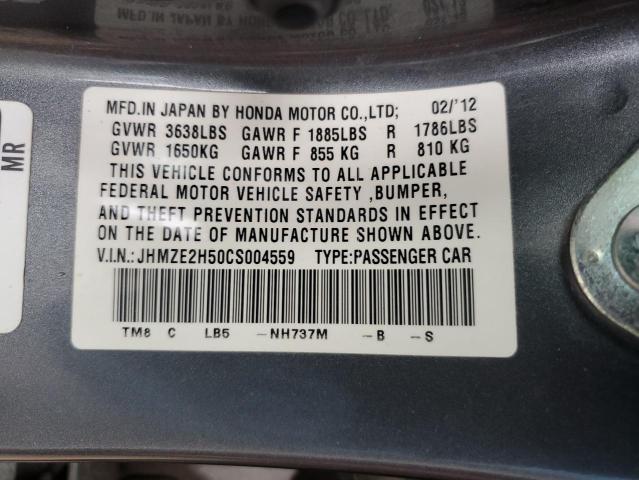 MFD.IN JAPAN BY HONDA MOTOR CO.,LTD; 02/'12
GVWR 3638LBS GAWR F 1885LBS R 1786LBS
GVWR 1650KG GAWR F 855 KG R 810 KG
THIS VEHICLE CONFORMS TO ALL APPLICABLE
FEDERAL MOTOR VEHICLE SAFETY ,BUMPER,
AND THEFT PREVENTION STANDARDS IN EFFECT
ON THE DATE OF MANUFACTURE SHOWN ABOVE.
V.I.N.: JHMZE2H50CS004559 TYPE:PASSENGER CAR
TM8 C LB5 -NH737M -B -S
MR